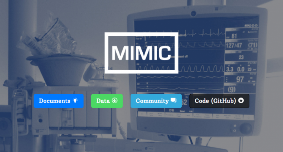 MIMIC
Documents
Data
Community
Code (GitHub)